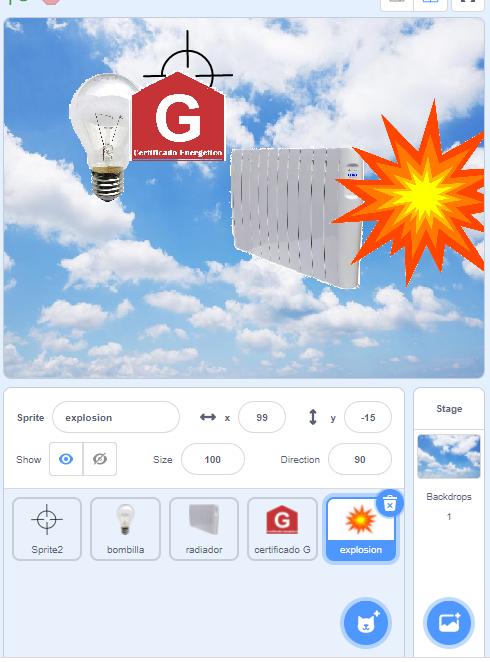 G
Certificado Energetico
Sprite
explosion
x
99
y
-15
Show
Size
100
Direction
90
Stage
Backdrops
1
Sprite2
bombilla
radiador
G
certificado G
explosion